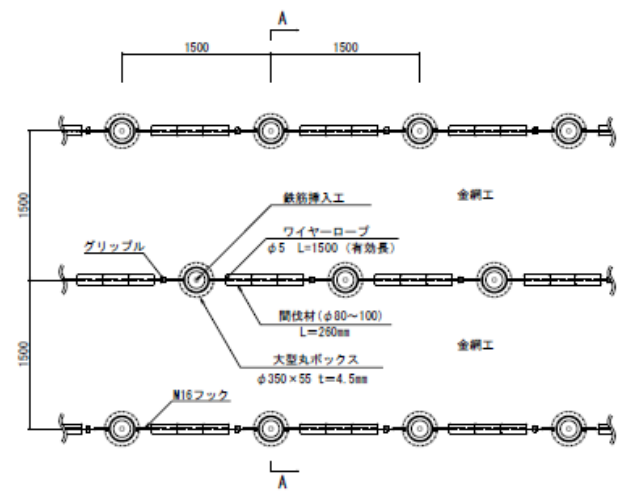 A
1500
1500
鉄筋挿入工
金網工
1500
ワイヤーロープ
グリップル
φ5 L=1500 (有効長)
間伐材(φ80～100)
L=260mm
金網工
1500
大型丸ボックス
φ350×55 t=4.5mm
M16フック
A